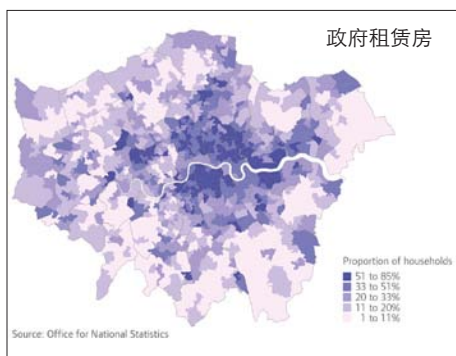 政府租赁房
Proportion of households
51 to 85%
33 to 51%
20 to 33%
11 to 20%
1 to 11%
Source: Office for National Statistics